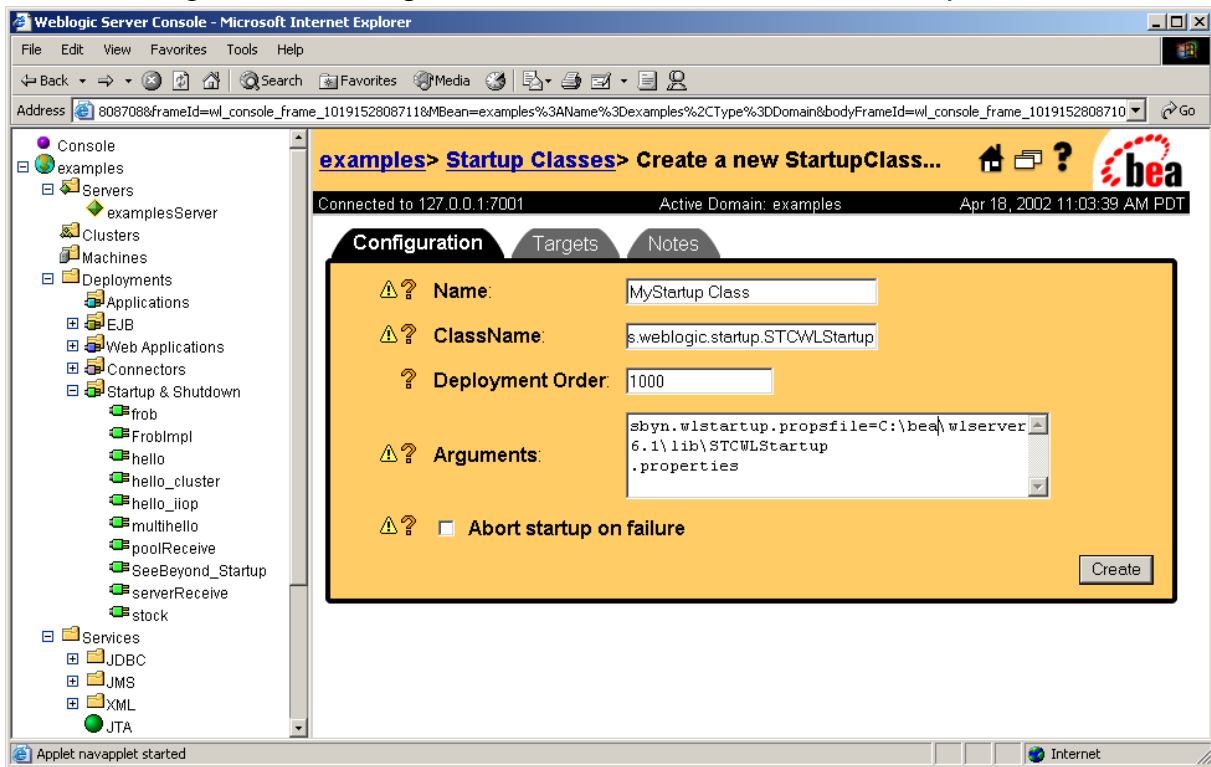 Weblogic Server Console - Microsoft Internet Explorer
File Edit View Favorites Tools Help
Back Search Favorites Media
Address 808708&frameId=wl_console_frame_10191528087118&MBean=examples%3AName%3Dexamples%2CType%3DDomain&bodyFrameId=wl_console_frame_1019152808710 Go
Console
examples
Servers
examplesServer
Clusters
Machines
Deployments
Applications
EJB
Web Applications
Connectors
Startup & Shutdown
frob
FrobImpl
hello
hello_cluster
hello_iiop
multihello
poolReceive
SeeBeyond_Startup
serverReceive
stock
Services
JDBC
JMS
XML
JTA
examples> Startup Classes> Create a new StartupClass... ? bea
Connected to 127.0.0.1:7001 Active Domain: examples Apr 18, 2002 11:03:39 AM PDT
Configuration Targets Notes
? Name: MyStartup Class
? ClassName: s.weblogic.startup.STCWLStartup
? Deployment Order: 1000
? Arguments: sbyn.wlstartup.propsfile=C:\bea\wlserver
6.1\lib\STCWLStartup
.properties
? Abort startup on failure
Create
Applet navapplet started Internet